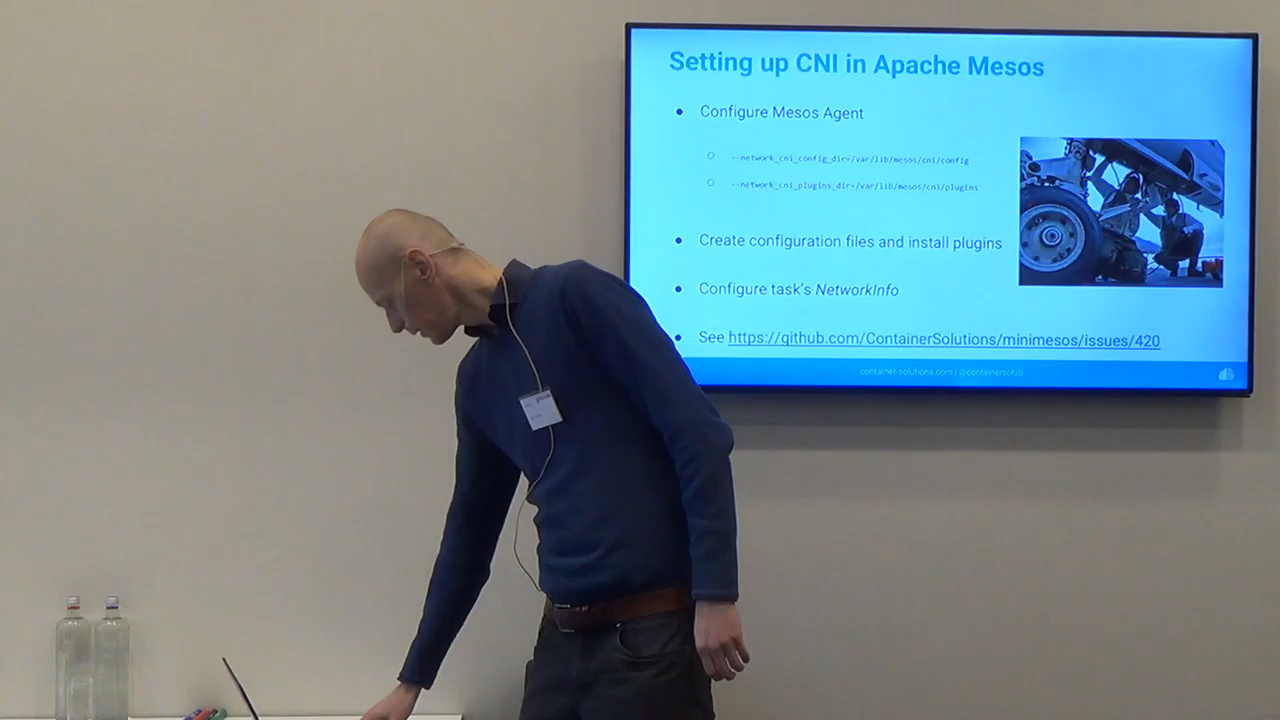 Setting up CNI in Apache Mesos
Configure Mesos Agent
--network_cni_config_dir=/var/lib/mesos/cni/config
--network_cni_plugins_dir=/var/lib/mesos/cni/plugins
Create configuration files and install plugins
Configure task's NetworkInfo
See https://github.com/ContainerSolutions/minimesos/issues/420
container-solutions.com | @containersoluti